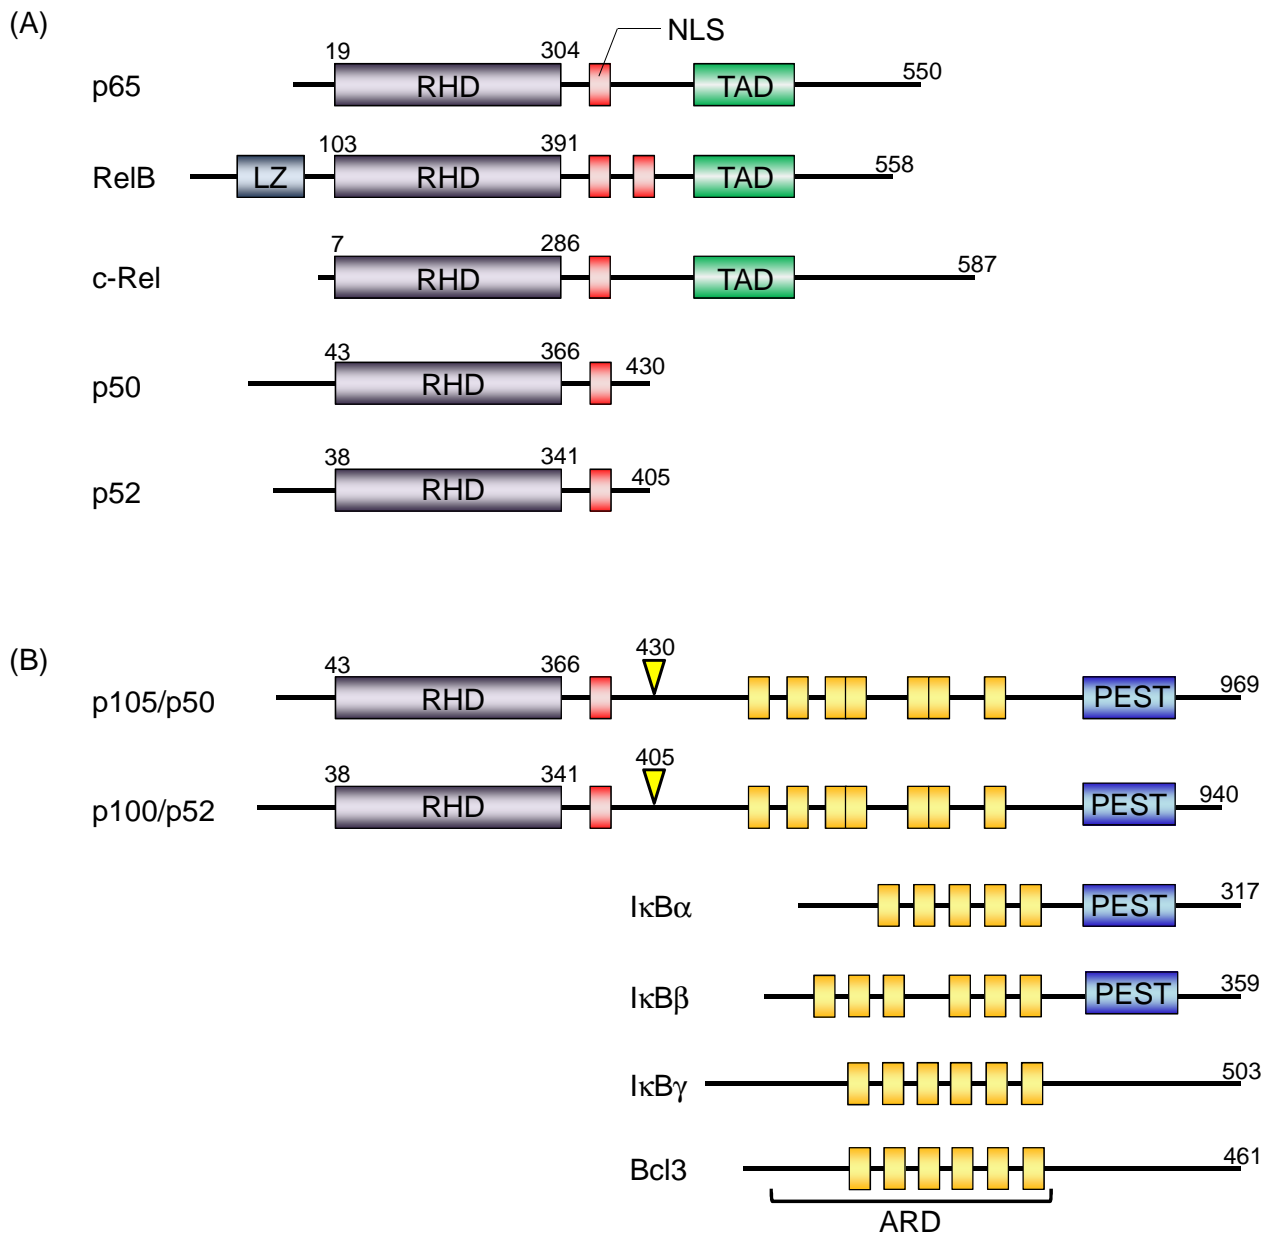 (A)
NLS
p65 19 RHD 304 TAD 550
RelB LZ 103 RHD 391 TAD 558
c-Rel 7 RHD 286 TAD 587
p50 43 RHD 366 430
p52 38 RHD 341 405
(B)
p105/p50 43 RHD 366 430 PEST 969
p100/p52 38 RHD 341 405 PEST 940
IκBα PEST 317
IκBβ PEST 359
IκBγ 503
Bcl3 461
ARD